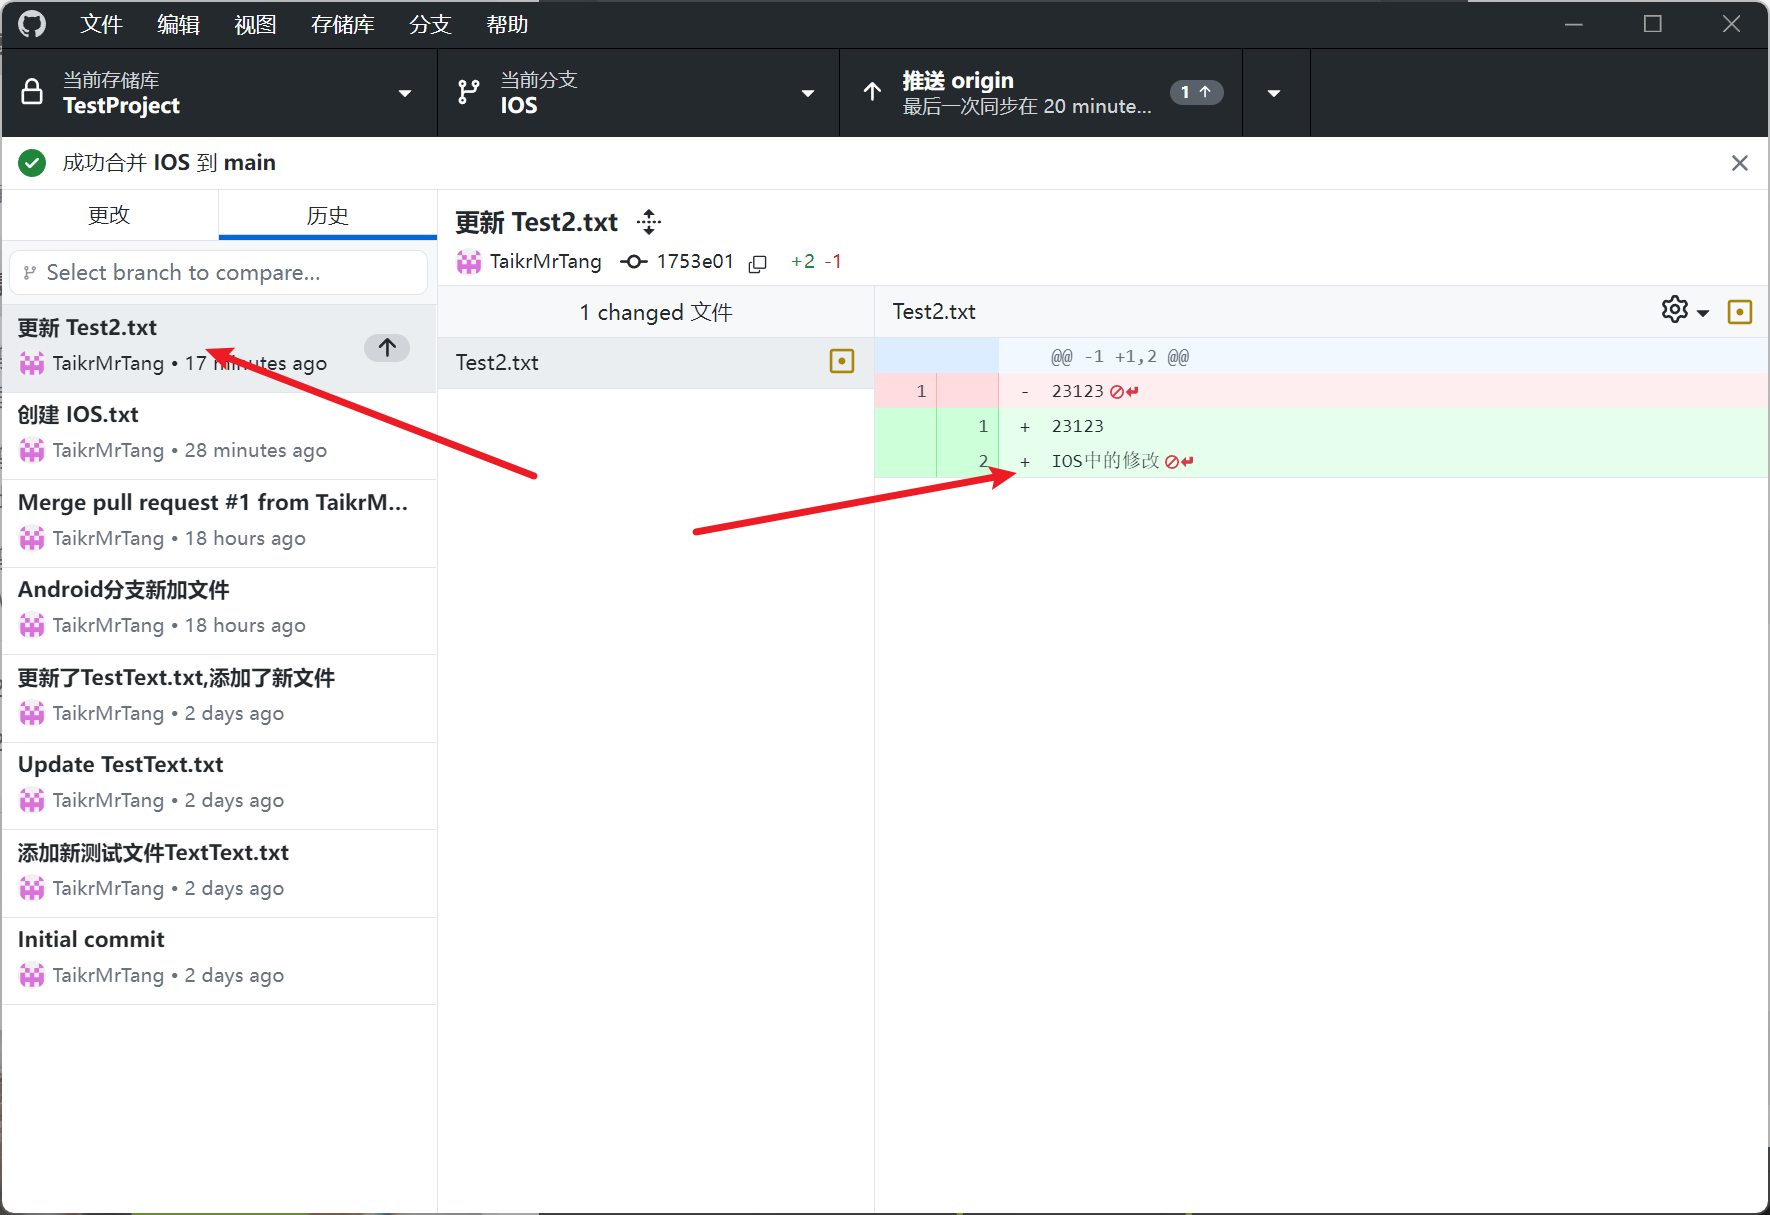 文件 编辑 视图 存储库 分支 帮助
当前存储库
TestProject
当前分支
IOS
推送 origin
最后一次同步在 20 minute...
1
成功合并 IOS 到 main
更改 历史
Select branch to compare...
更新 Test2.txt
TaikrMrTang • 17 minutes ago
创建 IOS.txt
TaikrMrTang • 28 minutes ago
Merge pull request #1 from TaikrM...
TaikrMrTang • 18 hours ago
Android分支新加文件
TaikrMrTang • 18 hours ago
更新了TestText.txt,添加了新文件
TaikrMrTang • 2 days ago
Update TestText.txt
TaikrMrTang • 2 days ago
添加新测试文件TextText.txt
TaikrMrTang • 2 days ago
Initial commit
TaikrMrTang • 2 days ago
更新 Test2.txt
TaikrMrTang 1753e01 +2 -1
1 changed 文件
Test2.txt
Test2.txt
@@ -1 +1,2 @@
1 - 23123
1 + 23123
2 + IOS中的修改